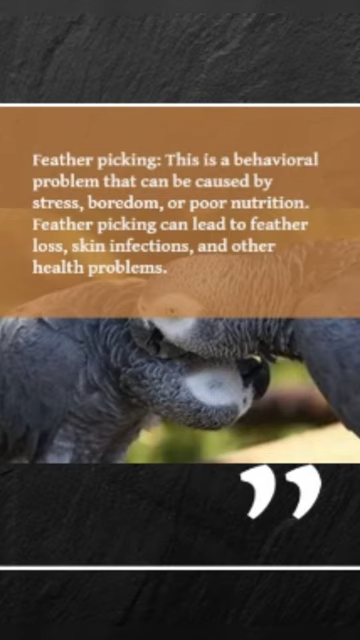 Feather picking: This is a behavioral
problem that can be caused by
stress, boredom, or poor nutrition.
Feather picking can lead to feather
loss, skin infections, and other
health problems.
”